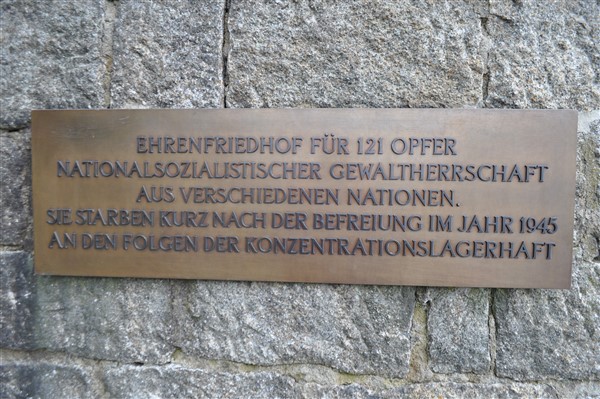 EHRENFRIEDHOF FÜR 121 OPFER
NATIONALSOZIALISTISCHER GEWALTHERRSCHAFT
AUS VERSCHIEDENEN NATIONEN.
SIE STARBEN KURZ NACH DER BEFREIUNG IM JAHR 1945
AN DEN FOLGEN DER KONZENTRATIONSLAGERHAFT